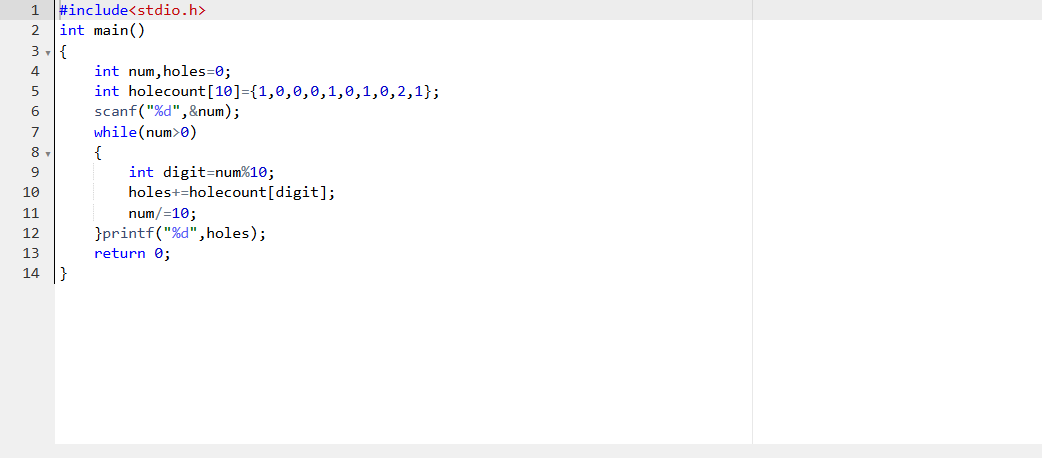 1 #include<stdio.h>
2 int main()
3 {
4     int num,holes=0;
5     int holecount[10]={1,0,0,0,1,0,1,0,2,1};
6     scanf("%d",&num);
7     while(num>0)
8     {
9         int digit=num%10;
10         holes+=holecount[digit];
11         num/=10;
12     }printf("%d",holes);
13     return 0;
14 }